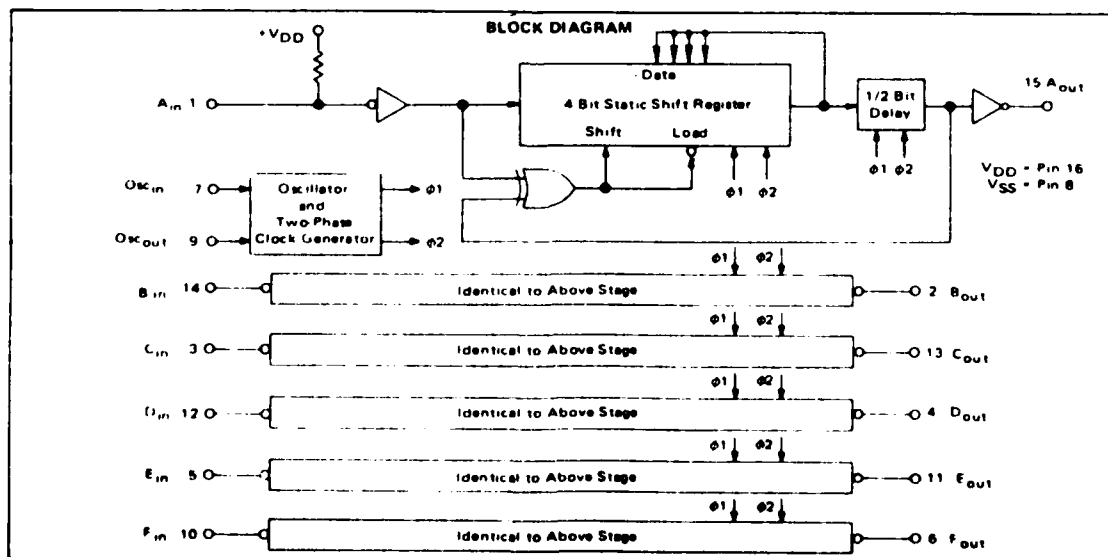 BLOCK DIAGRAM
+VDD
Data
4 Bit Static Shift Register
Shift Load
Ain 1
1/2 Bit
Delay
15 Aout
ϕ1 ϕ2
ϕ1 ϕ2
VDD = Pin 16
VSS = Pin 8
Oscin 7
Oscout 9
Oscillator
and
Two-Phase
Clock Generator
ϕ1
ϕ2
ϕ1 ϕ2
Bin 14
Identical to Above Stage
2 Bout
ϕ1 ϕ2
Cin 3
Identical to Above Stage
13 Cout
ϕ1 ϕ2
Din 12
Identical to Above Stage
4 Dout
ϕ1 ϕ2
Ein 5
Identical to Above Stage
11 Eout
ϕ1 ϕ2
Fin 10
Identical to Above Stage
6 Fout